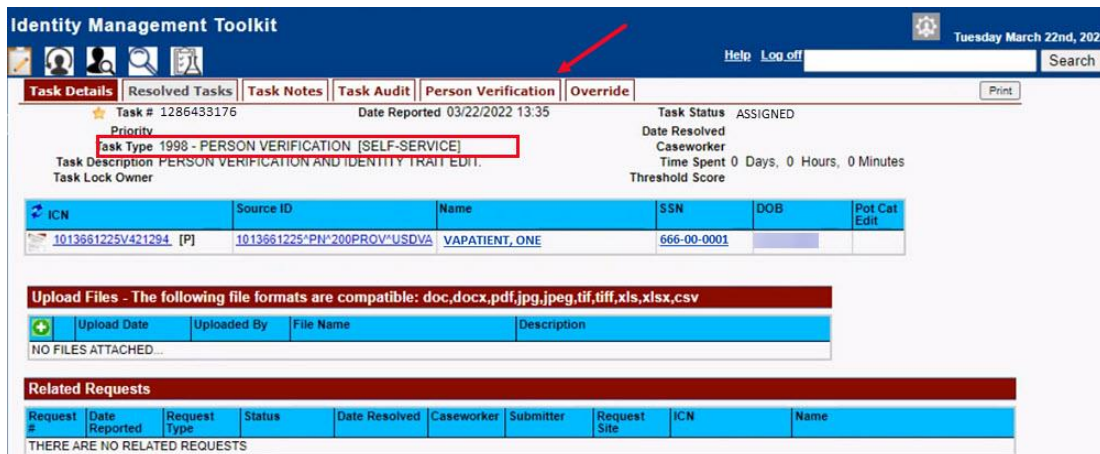 Identity Management Toolkit
Tuesday March 22nd, 202
Help Log off Search
Task Details Resolved Tasks Task Notes Task Audit Person Verification Override Print
Task # 1286433176 Date Reported 03/22/2022 13:35 Task Status ASSIGNED
Priority Date Resolved
Task Type 1998 - PERSON VERIFICATION [SELF-SERVICE] Caseworker
Task Description PERSON VERIFICATION AND IDENTITY TRAIT EDIT. Time Spent 0 Days, 0 Hours, 0 Minutes
Task Lock Owner Threshold Score
ICN Source ID Name SSN DOB Pot Cat
Edit
1013661225V421294 [P] 1013661225^PN^200PROV^USDVA VAPATIENT, ONE 666-00-0001
Upload Files - The following file formats are compatible: doc,docx,pdf,jpg,jpeg,tif,tiff,xls,xlsx,csv
Upload Date Uploaded By File Name Description
NO FILES ATTACHED...
Related Requests
Request Date Request Status Date Resolved Caseworker Submitter Request ICN Name
# Reported Type Site
THERE ARE NO RELATED REQUESTS